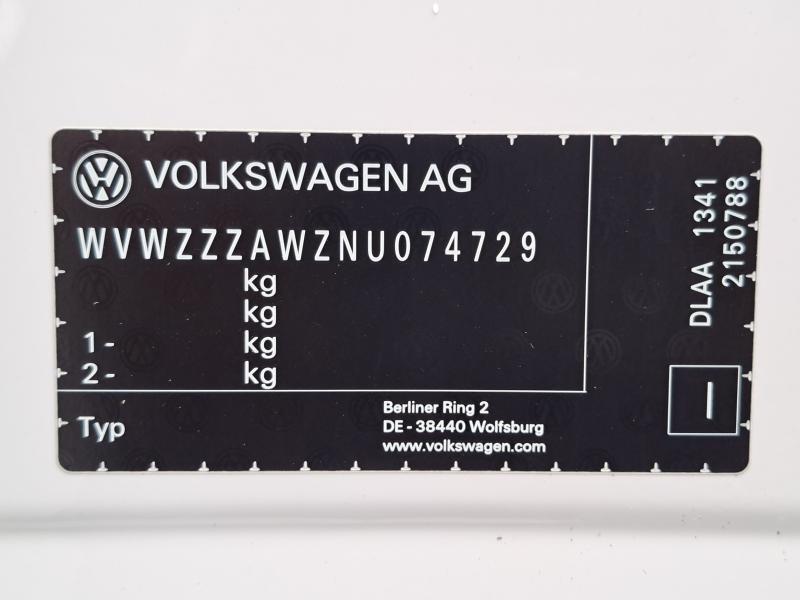 VOLKSWAGEN AG
WVWZZZAWZNU074729
kg
kg
1- kg
2- kg
Typ
Berliner Ring 2
DE - 38440 Wolfsburg
www.volkswagen.com
DLAA 1341
2150788
I